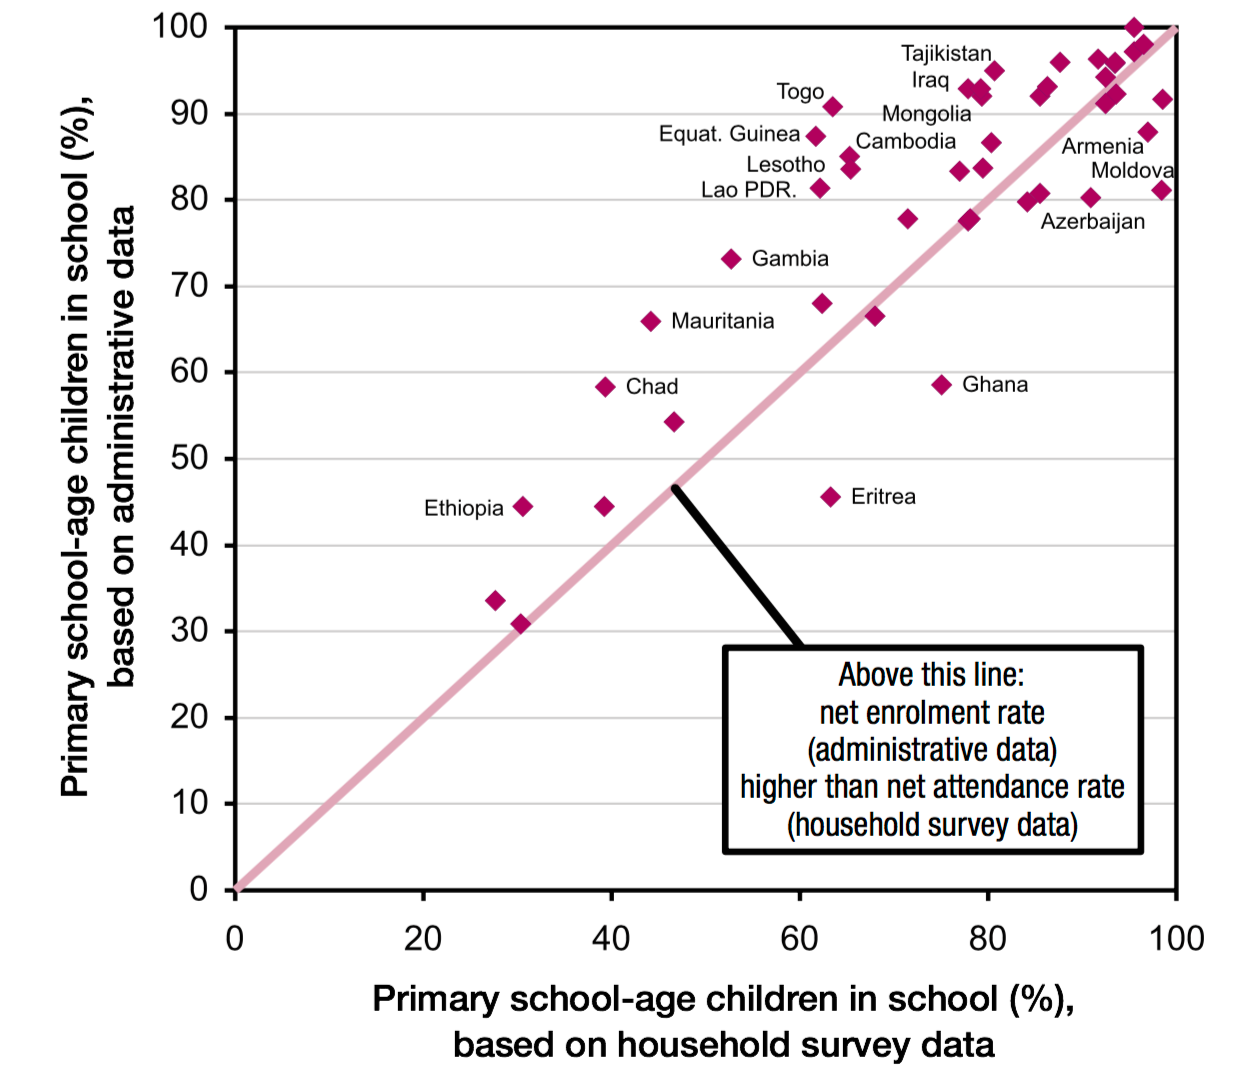 Primary school-age children in school (%),
based on administrative data
100
90
80
70
60
50
40
30
20
10
0
Tajikistan
Iraq
Togo
Mongolia
Equat. Guinea
Cambodia
Armenia
Lesotho
Moldova
Lao PDR.
Azerbaijan
Gambia
Mauritania
Chad
Ghana
Eritrea
Ethiopia
Above this line:
net enrolment rate
(administrative data)
higher than net attendance rate
(household survey data)
0 20 40 60 80 100
Primary school-age children in school (%),
based on household survey data